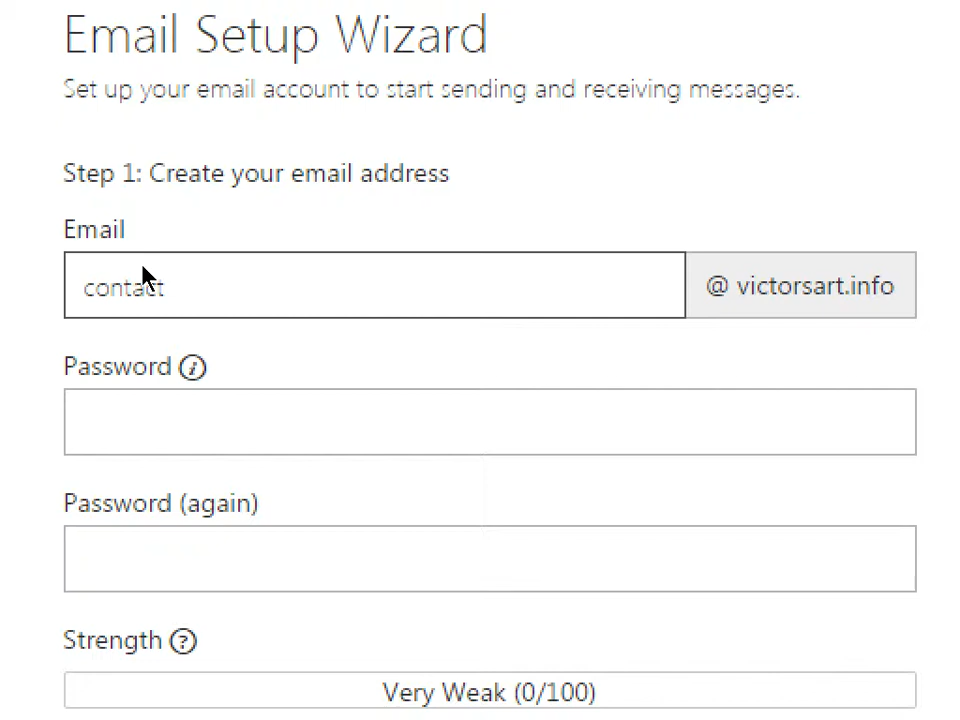 Email Setup Wizard
Set up your email account to start sending and receiving messages.
Step 1: Create your email address
Email
contact @ victorsart.info
Password
Password (again)
Strength
Very Weak (0/100)